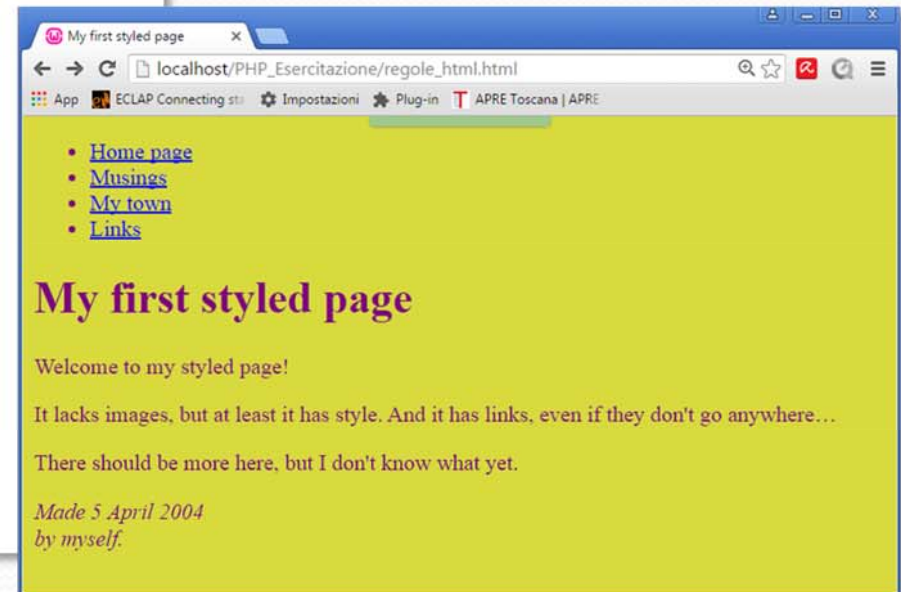 My first styled page
localhost/PHP_Esercitazione/regole_html.html
App ECLAP Connecting st Impostazioni Plug-in APRE Toscana | APRE
Home page
Musings
My town
Links
My first styled page
Welcome to my styled page!
It lacks images, but at least it has style. And it has links, even if they don't go anywhere…
There should be more here, but I don't know what yet.
Made 5 April 2004
by myself.